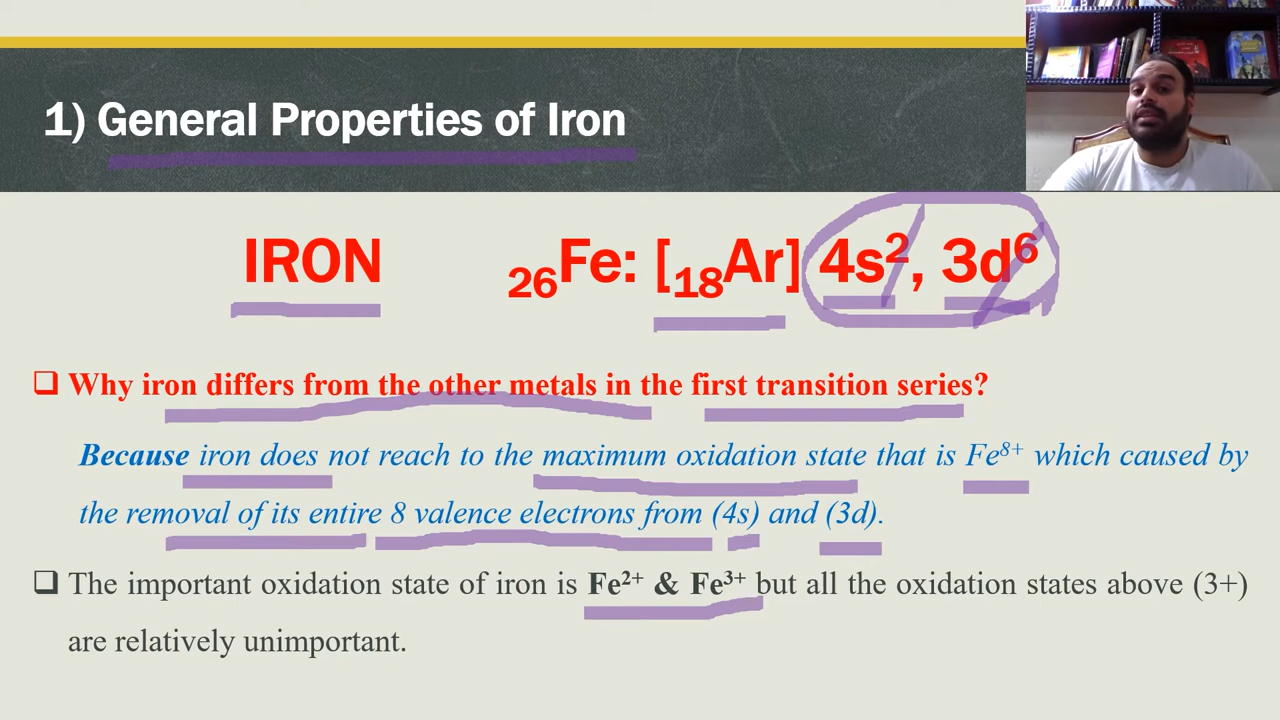 1) General Properties of Iron
IRON ₂₆Fe: [₁₈Ar] 4s², 3d⁶
❑ Why iron differs from the other metals in the first transition series?
Because iron does not reach to the maximum oxidation state that is Fe⁸⁺ which caused by
the removal of its entire 8 valence electrons from (4s) and (3d).
❑ The important oxidation state of iron is Fe²⁺ & Fe³⁺ but all the oxidation states above (3+)
are relatively unimportant.